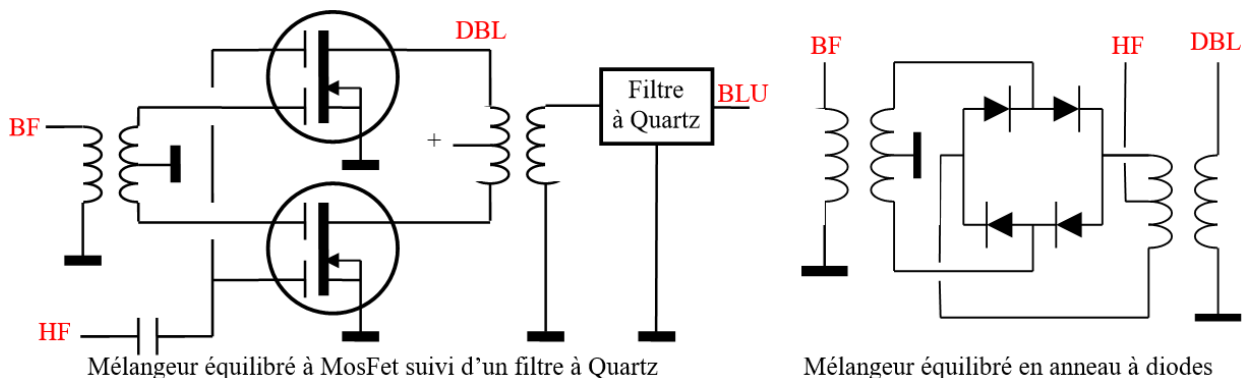 DBL
BF
+
Filtre
à Quartz
BLU
HF
Mélangeur équilibré à MosFet suivi d'un filtre à Quartz
BF
HF
DBL
Mélangeur équilibré en anneau à diodes